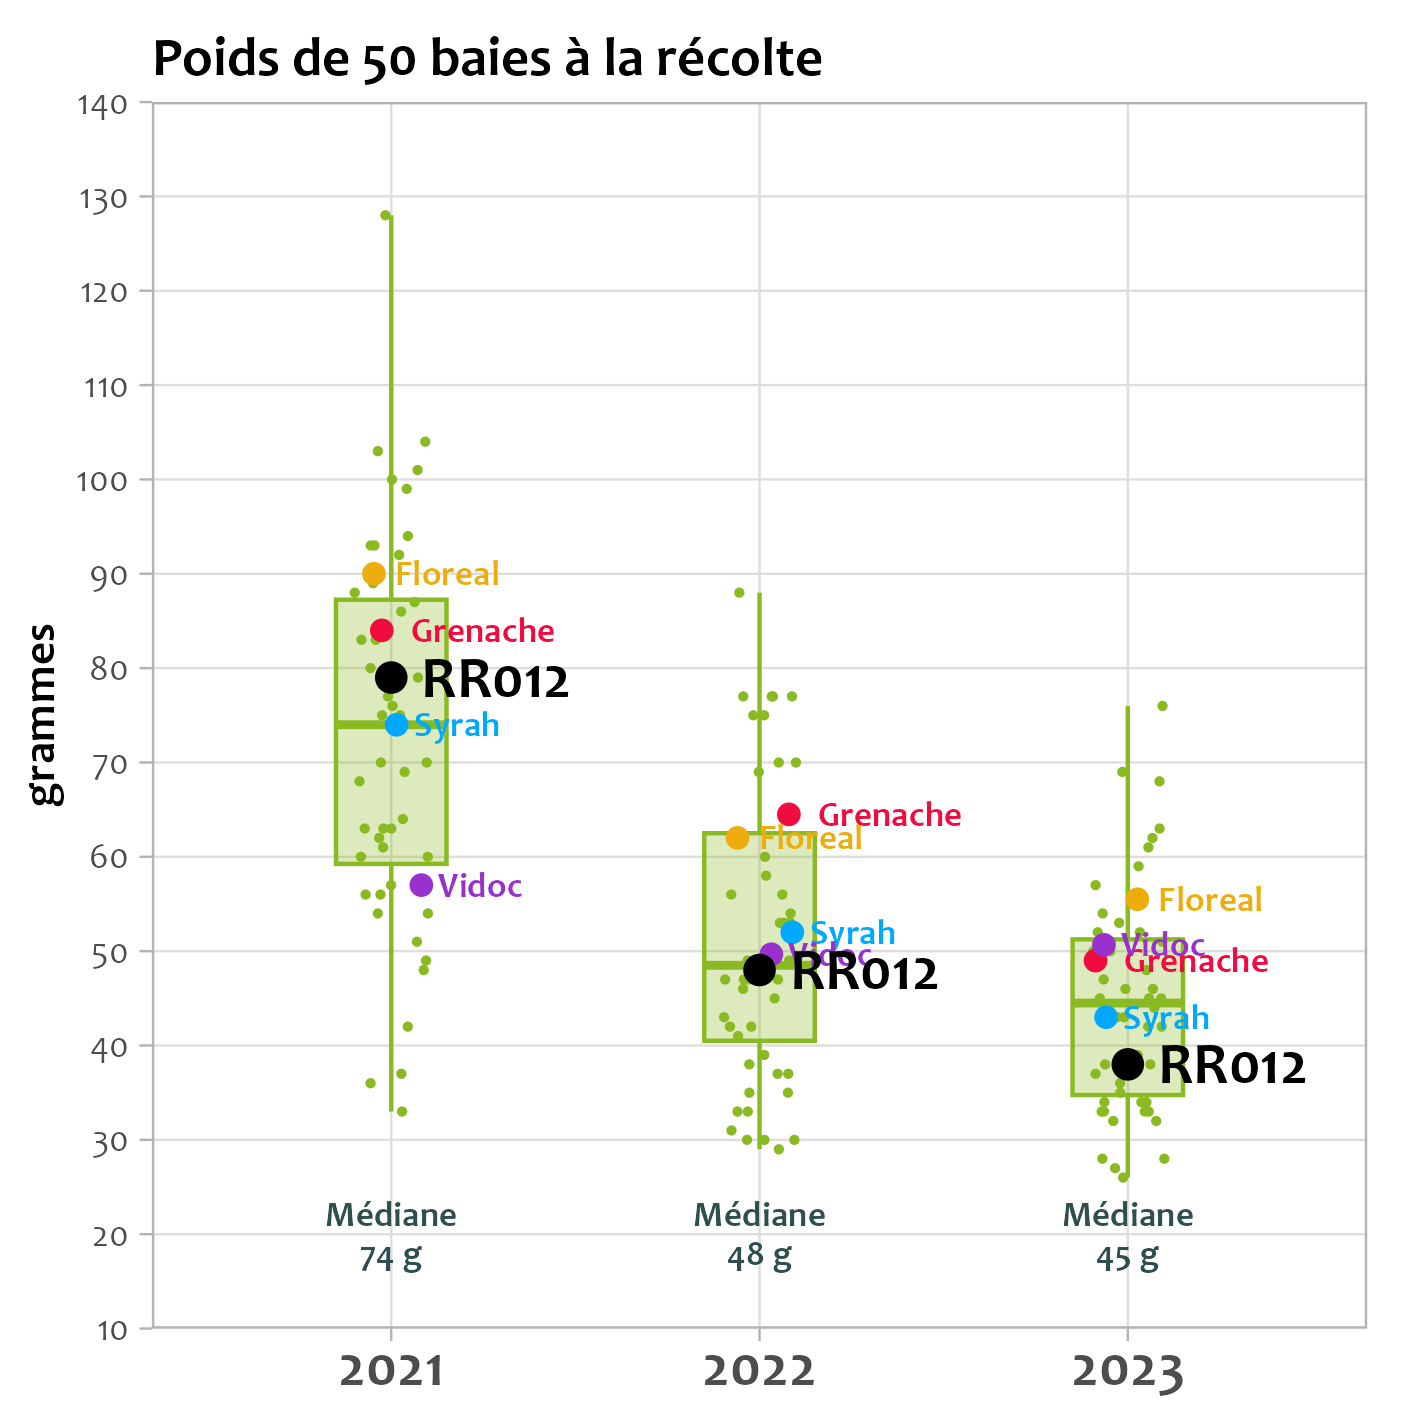 Poids de 50 baies à la récolte
grammes
140
130
120
110
100
90
80
70
60
50
40
30
20
10
Floreal
Grenache
RR012
Syrah
Vidoc
Grenache
Floreal
Syrah
Vidoc
RR012
Floreal
Vidoc
Grenache
Syrah
RR012
Médiane
74 g
Médiane
48 g
Médiane
45 g
2021
2022
2023